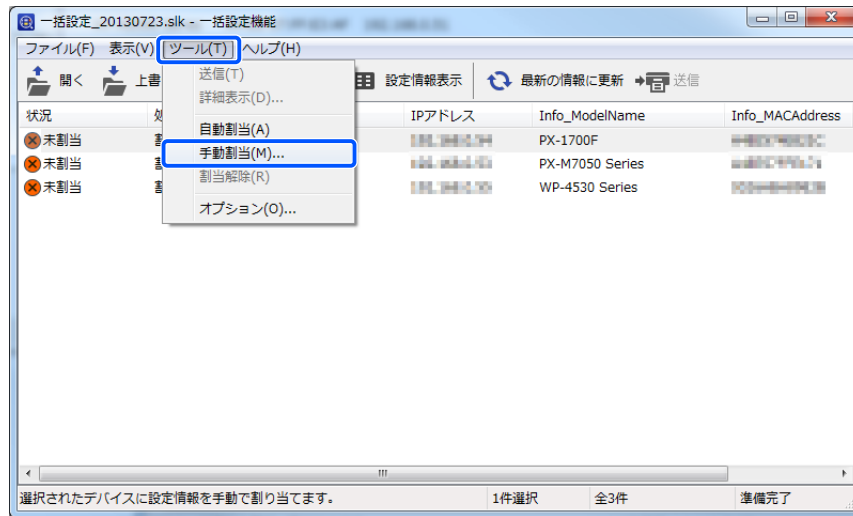 一括設定_20130723.slk - 一括設定機能
ファイル(F) 表示(V) ツール(T) ヘルプ(H)
開く 上書 設定情報表示 最新の情報に更新 送信
送信(T)
詳細表示(D)...
自動割当(A)
手動割当(M)...
割当解除(R)
オプション(O)...
状況 IPアドレス Info_ModelName Info_MACAddress
未割当 PX-1700F
未割当 PX-M7050 Series
未割当 WP-4530 Series
選択されたデバイスに設定情報を手動で割り当てます。 1件選択 全3件 準備完了